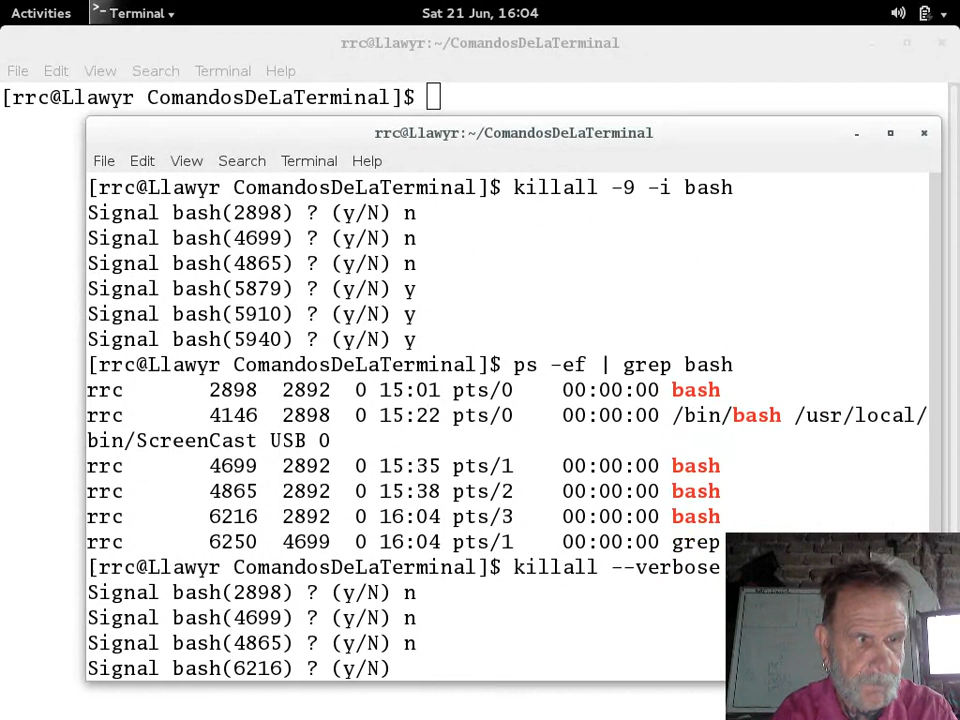 Activities
Terminal
Sat 21 Jun, 16:04
rrc@Llawyr:~/ComandosDeLaTerminal
File Edit View Search Terminal Help
[rrc@Llawyr ComandosDeLaTerminal]$
rrc@Llawyr:~/ComandosDeLaTerminal
File Edit View Search Terminal Help
[rrc@Llawyr ComandosDeLaTerminal]$ killall -9 -i bash
Signal bash(2898) ? (y/N) n
Signal bash(4699) ? (y/N) n
Signal bash(4865) ? (y/N) n
Signal bash(5879) ? (y/N) y
Signal bash(5910) ? (y/N) y
Signal bash(5940) ? (y/N) y
[rrc@Llawyr ComandosDeLaTerminal]$ ps -ef | grep bash
rrc 2898 2892 0 15:01 pts/0 00:00:00 bash
rrc 4146 2898 0 15:22 pts/0 00:00:00 /bin/bash /usr/local/
bin/ScreenCast USB 0
rrc 4699 2892 0 15:35 pts/1 00:00:00 bash
rrc 4865 2892 0 15:38 pts/2 00:00:00 bash
rrc 6216 2892 0 16:04 pts/3 00:00:00 bash
rrc 6250 4699 0 16:04 pts/1 00:00:00 grep
[rrc@Llawyr ComandosDeLaTerminal]$ killall --verbose
Signal bash(2898) ? (y/N) n
Signal bash(4699) ? (y/N) n
Signal bash(4865) ? (y/N) n
Signal bash(6216) ? (y/N)